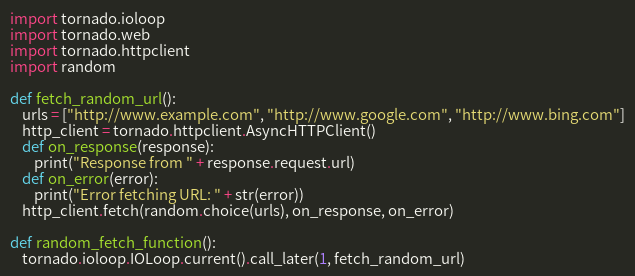 import tornado.ioloop
import tornado.web
import tornado.httpclient
import random

def fetch_random_url():
    urls = ["http://www.example.com", "http://www.google.com", "http://www.bing.com"]
    http_client = tornado.httpclient.AsyncHTTPClient()
    def on_response(response):
        print("Response from " + response.request.url)
    def on_error(error):
        print("Error fetching URL: " + str(error))
    http_client.fetch(random.choice(urls), on_response, on_error)

def random_fetch_function():
    tornado.ioloop.IOLoop.current().call_later(1, fetch_random_url)